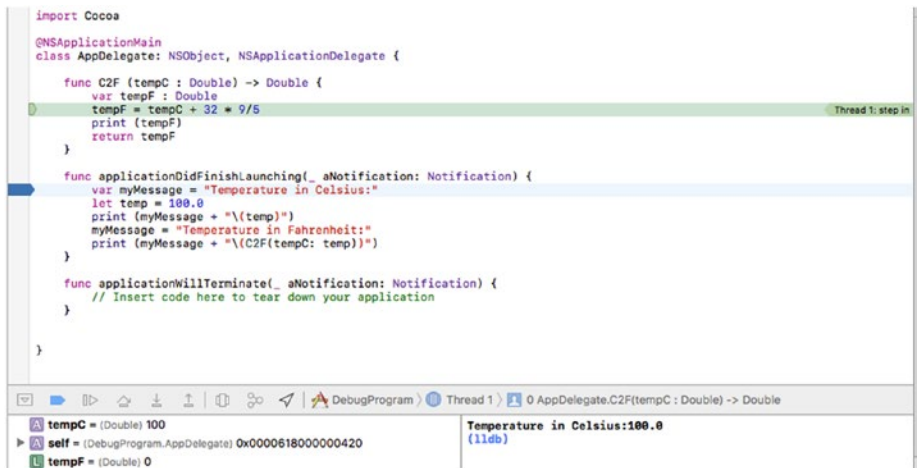 import Cocoa
@NSApplicationMain
class AppDelegate: NSObject, NSApplicationDelegate {
func C2F (tempC : Double) -> Double {
var tempF : Double
tempF = tempC + 32 * 9/5
Thread 1: step in
print (tempF)
return tempF
}
func applicationDidFinishLaunching(_ aNotification: Notification) {
var myMessage = "Temperature in Celsius:"
let temp = 100.0
print (myMessage + "\(temp)")
myMessage = "Temperature in Fahrenheit:"
print (myMessage + "\(C2F(tempC: temp))")
}
func applicationWillTerminate(_ aNotification: Notification) {
// Insert code here to tear down your application
}
}
DebugProgram Thread 1 0 AppDelegate.C2F(tempC : Double) -> Double
A tempC = (Double) 100
A self = (DebugProgram.AppDelegate) 0x0000618000000420
L tempF = (Double) 0
Temperature in Celsius:100.0
(lldb)